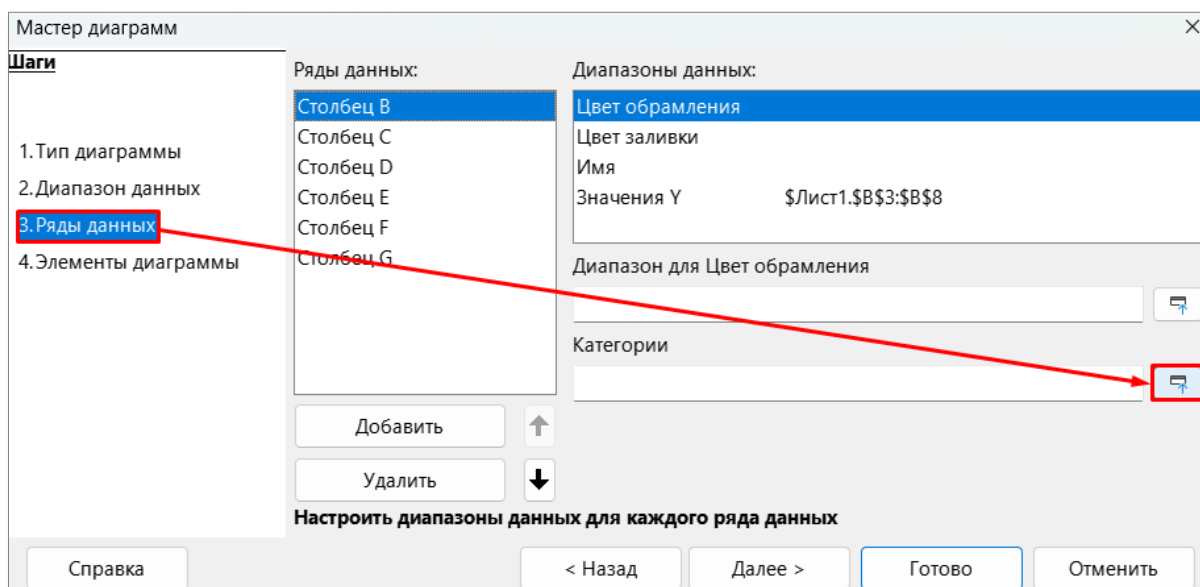 Мастер диаграмм
Шаги
1.Тип диаграммы
2.Диапазон данных
3.Ряды данных
4.Элементы диаграммы
Ряды данных:
Столбец B
Столбец C
Столбец D
Столбец E
Столбец F
Столбец G
Добавить
Удалить
Диапазоны данных:
Цвет обрамления
Цвет заливки
Имя
Значения Y $Лист1.$B$3:$B$8
Диапазон для Цвет обрамления
Категории
Настроить диапазоны данных для каждого ряда данных
Справка
< Назад
Далее >
Готово
Отменить